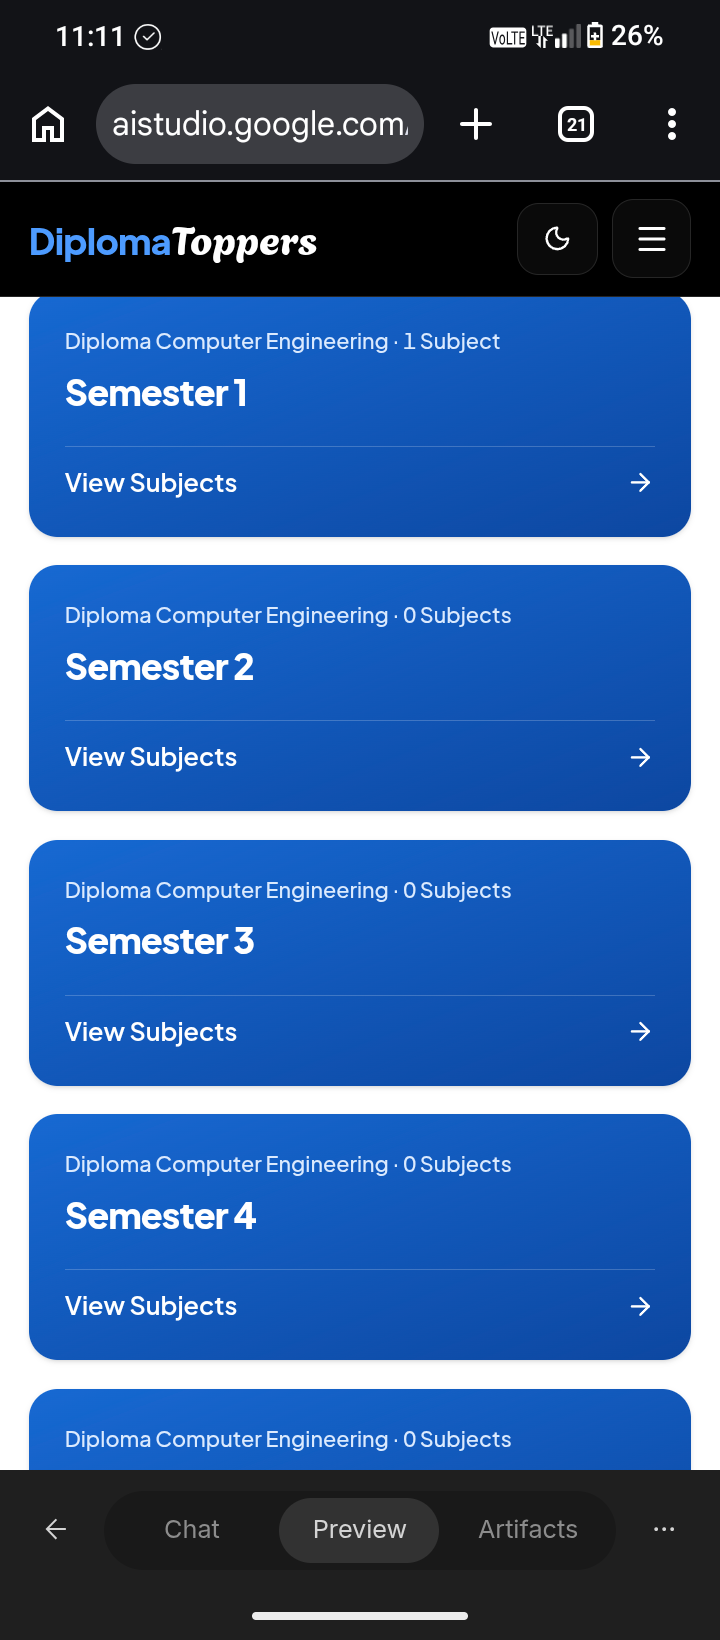 11:11
VoLTE LTE 26%
aistudio.google.com/
21
DiplomaToppers
Diploma Computer Engineering · 1 Subject
Semester 1
View Subjects
Diploma Computer Engineering · 0 Subjects
Semester 2
View Subjects
Diploma Computer Engineering · 0 Subjects
Semester 3
View Subjects
Diploma Computer Engineering · 0 Subjects
Semester 4
View Subjects
Diploma Computer Engineering · 0 Subjects
Chat Preview Artifacts